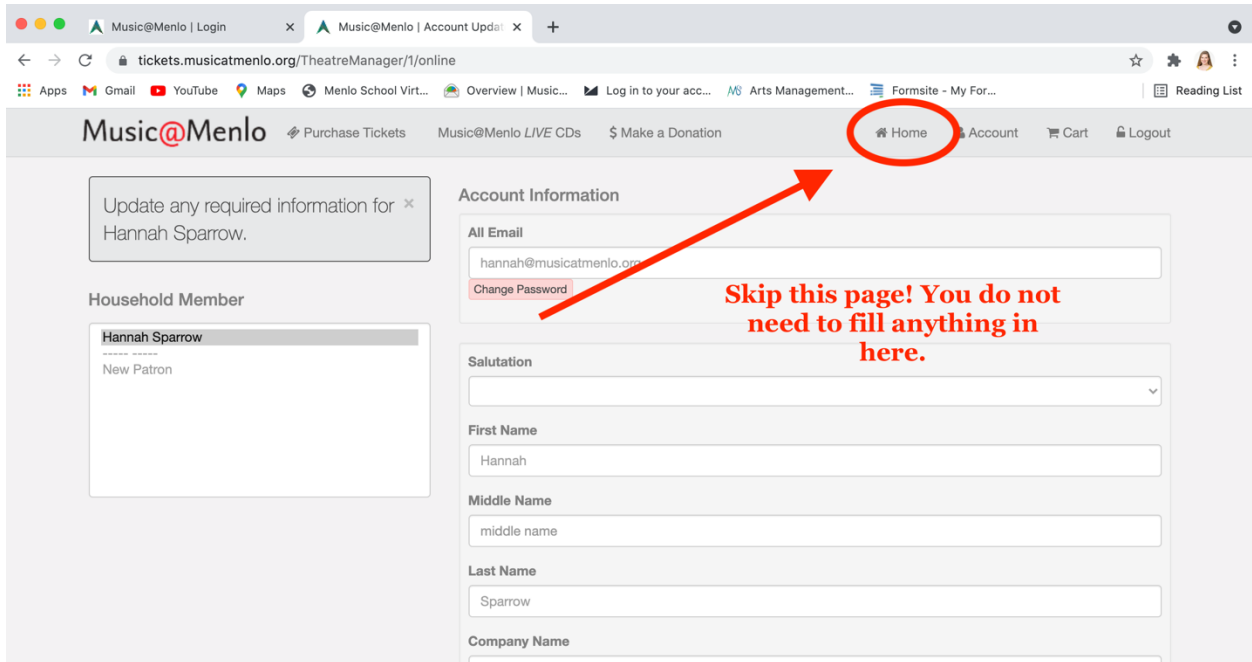 Music@Menlo | Login
Music@Menlo | Account Updat
tickets.musicatmenlo.org/TheatreManager/1/online
Apps Gmail YouTube Maps Menlo School Virt... Overview | Music... Log in to your acc... Arts Management... Formsite - My For... Reading List
Music@Menlo Purchase Tickets Music@Menlo LIVE CDs $ Make a Donation Home Account Cart Logout
Update any required information for ×
Hannah Sparrow.
Household Member
Hannah Sparrow
----- -----
New Patron
Account Information
All Email
hannah@musicatmenlo.org
Change Password
Skip this page! You do not
need to fill anything in
here.
Salutation
First Name
Hannah
Middle Name
middle name
Last Name
Sparrow
Company Name